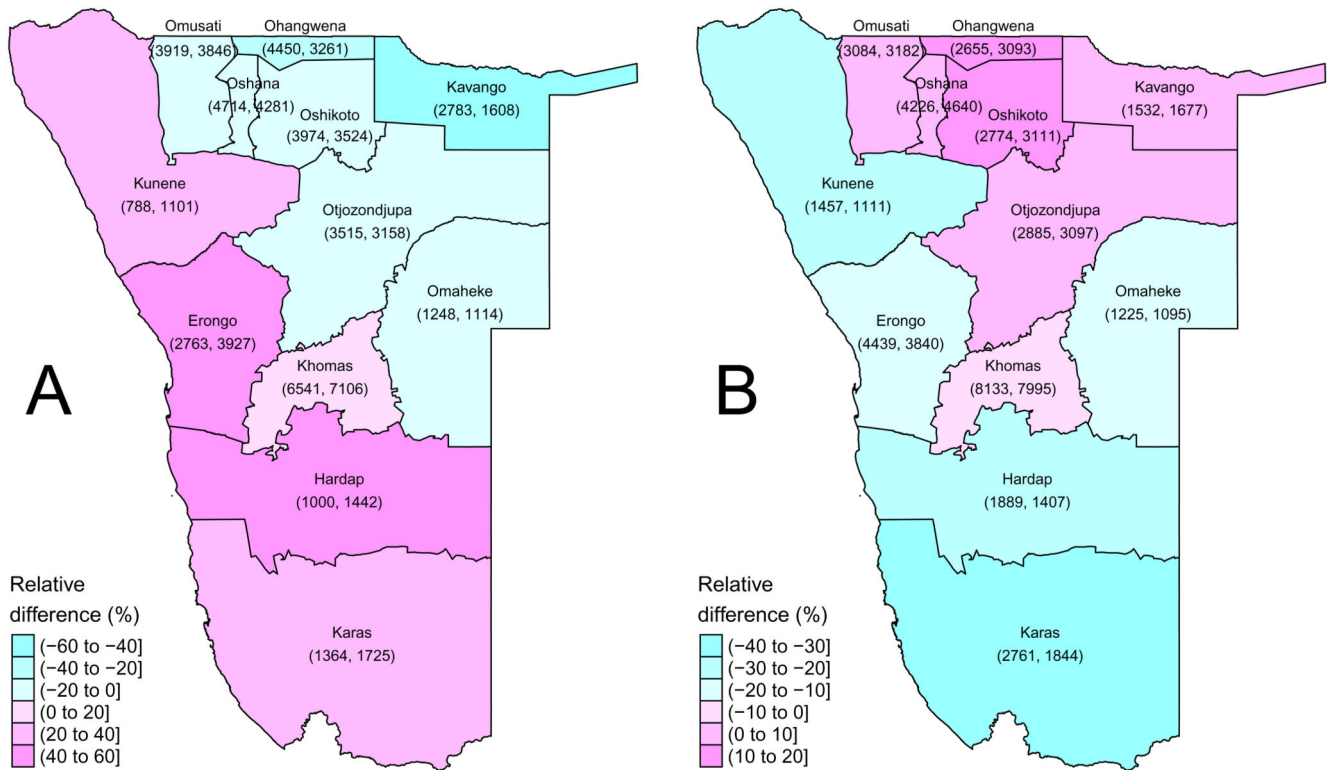 Omusati
(3919, 3846)
Ohangwena
(4450, 3261)
Oshana
(4714, 4281)
Oshikoto
(3974, 3524)
Kavango
(2783, 1608)
Kunene
(788, 1101)
Otjozondjupa
(3515, 3158)
Omaheke
(1248, 1114)
Erongo
(2763, 3927)
Khomas
(6541, 7106)
A
Hardap
(1000, 1442)
Karas
(1364, 1725)
Relative
difference (%)
(−60 to −40]
(−40 to −20]
(−20 to 0]
(0 to 20]
(20 to 40]
(40 to 60]
Omusati
(3084, 3182)
Ohangwena
(2655, 3093)
Oshana
(4226, 4640)
Oshikoto
(2774, 3111)
Kavango
(1532, 1677)
Kunene
(1457, 1111)
Otjozondjupa
(2885, 3097)
Omaheke
(1225, 1095)
Erongo
(4439, 3840)
Khomas
(8133, 7995)
B
Hardap
(1889, 1407)
Karas
(2761, 1844)
Relative
difference (%)
(−40 to −30]
(−30 to −20]
(−20 to −10]
(−10 to 0]
(0 to 10]
(10 to 20]